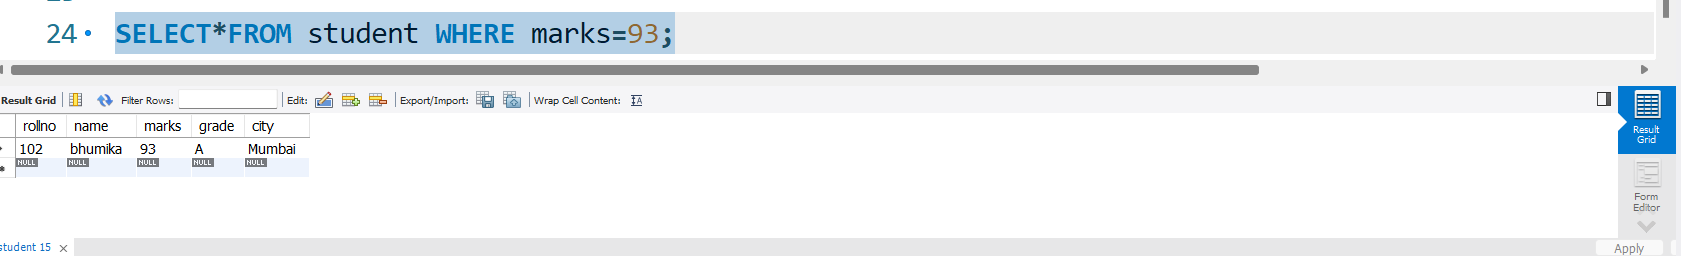 24
SELECT*FROM student WHERE marks=93;
Result Grid Filter Rows: Edit: Export/Import: Wrap Cell Content:
rollno name marks grade city
102 bhumika 93 A Mumbai
NULL NULL NULL NULL NULL
Result
Grid
Form
Editor
student 15
Apply